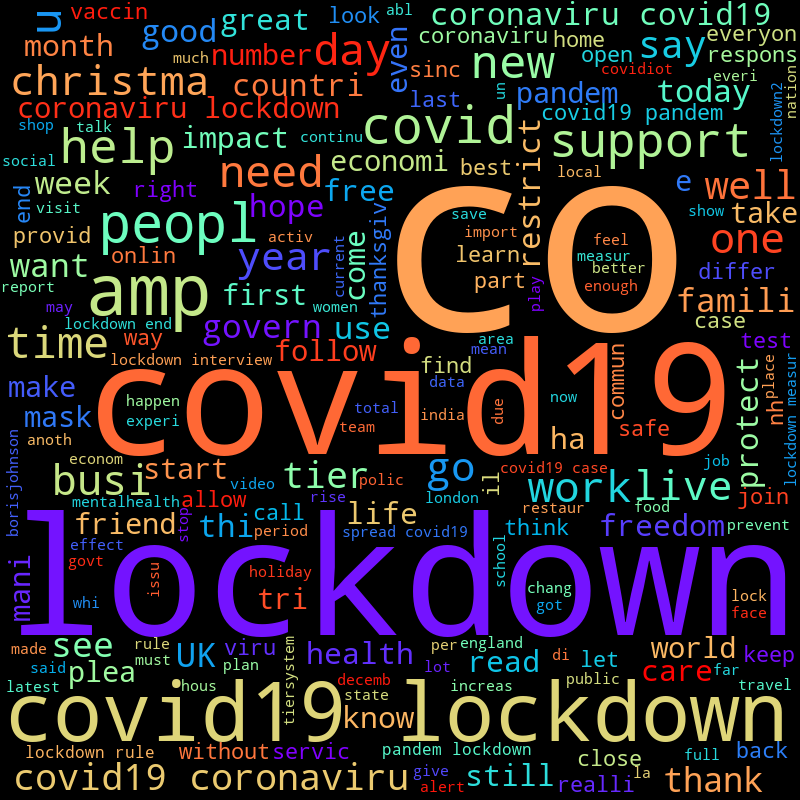 vaccin
u
good
great
look
abl
coronaviru covid19
coronaviru
home
everyon
month
much
number
day
even
new
say
open
respons
christma
sinc
covidiot
everi
un
nation
countri
last
pandem
today
coronaviru lockdown
covid19 pandem
lockdown2
shop
talk
impact
continu
covid
support
help
social
need
economi
best
local
week
right
free
restrict
e
well
end
hope
co
save
show
take
visit
peopl
import
feel
one
provid
activ
onlin
thanksgiv
come
learn
measur
want
year
current
part
better
differ
report
amp
first
women
play
enough
famili
may
lockdown end
govern
use
area
case
time
way
follow
mean
test
lockdown interview
find
covid19
commun
protect
place
nh
lockdown measur
make
data
happen
total
india
due
now
mask
experi
team
ha
safe
anoth
borisjohnson
econom
busi
start
tier
polic
go
il
covid19 case
job
video
work
live
join
mentalhealth
allow
london
restaur
food
friend
thi
call
life
rise
stop
period
spread covid19
think
freedom
prevent
effect
lockdown
mani
govt
issu
holiday
school
chang
lock
whi
tri
got
face
made
see
rule
must
tiersystem
UK
viru
health
per
england
read
di
let
world
keep
said
plea
plan
lot
care
far
latest
hous
decemb
state
increas
public
travel
covid19 lockdown
know
lockdown rule
without
servic
pandem lockdown
close
full
back
covid19 coronaviru
give
alert
still
realli
la
thank